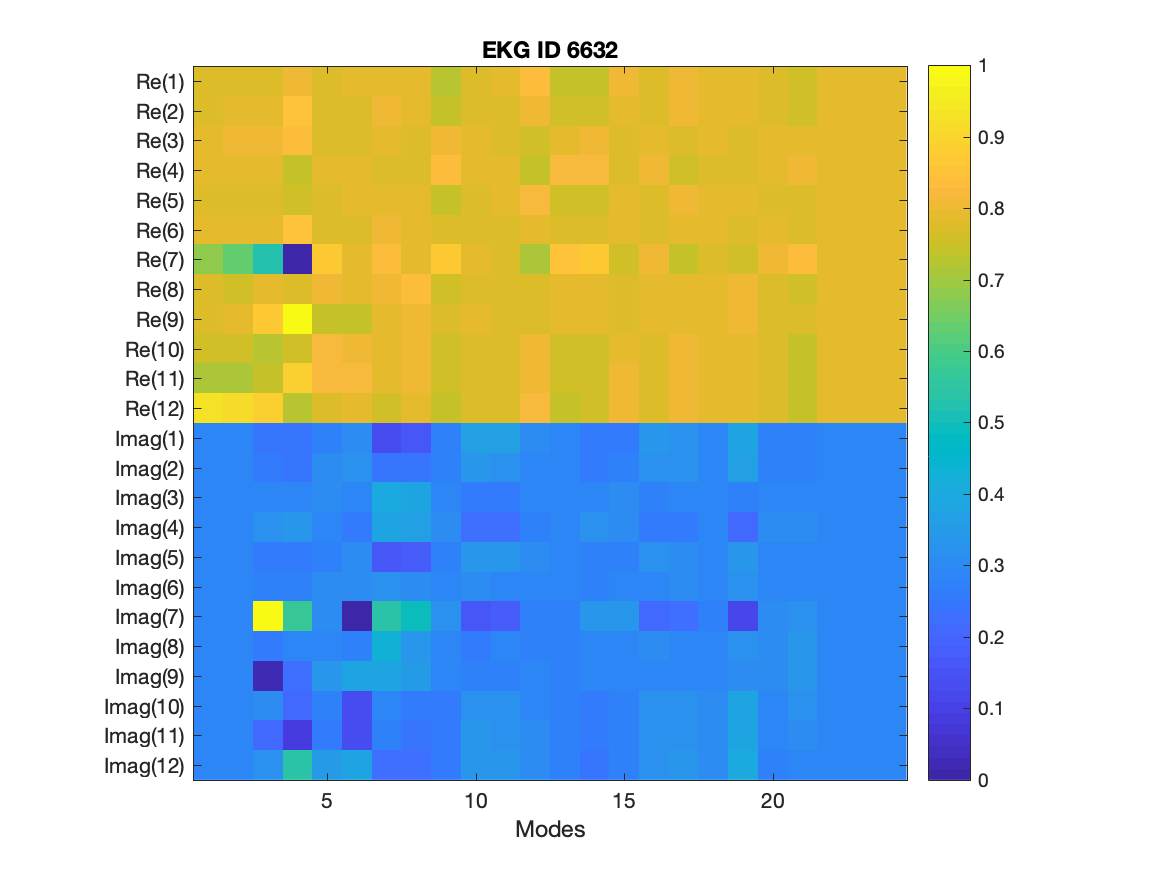 EKG ID 6632
Re(1)
Re(2)
Re(3)
Re(4)
Re(5)
Re(6)
Re(7)
Re(8)
Re(9)
Re(10)
Re(11)
Re(12)
Imag(1)
Imag(2)
Imag(3)
Imag(4)
Imag(5)
Imag(6)
Imag(7)
Imag(8)
Imag(9)
Imag(10)
Imag(11)
Imag(12)
5 10 15 20
Modes
1
0.9
0.8
0.7
0.6
0.5
0.4
0.3
0.2
0.1
0